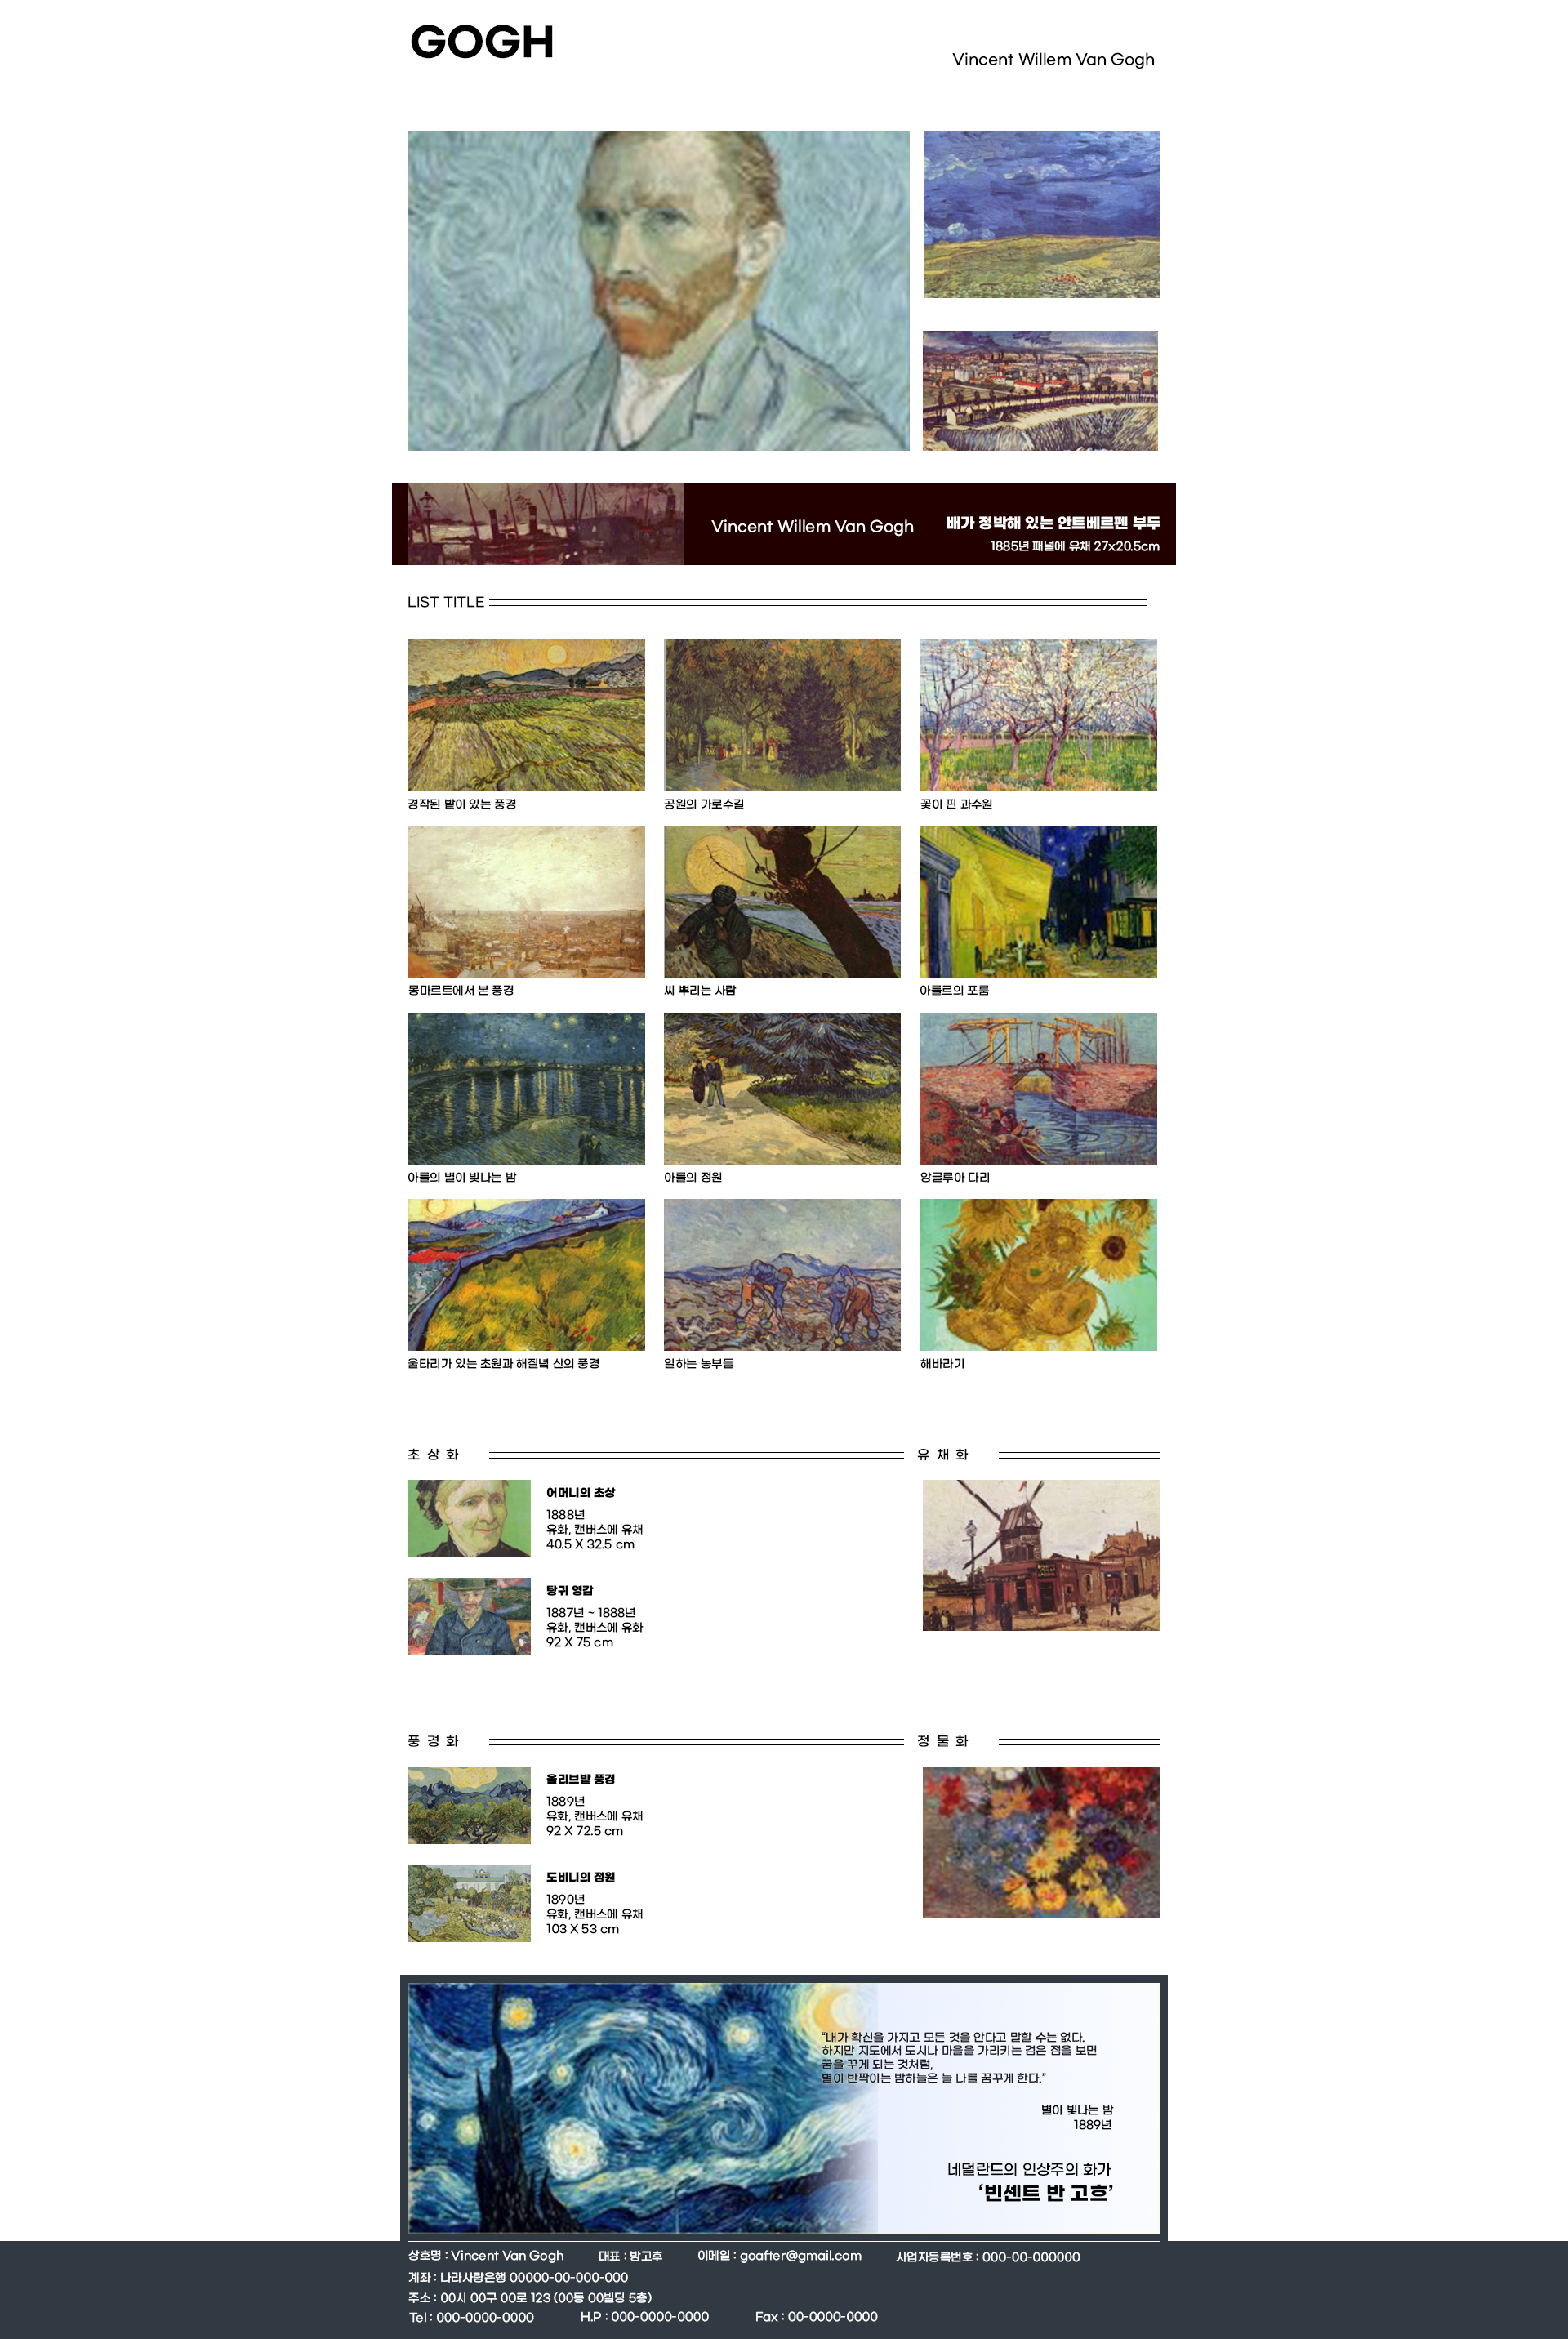 GOGH
Vincent Willem Van Gogh
Vincent Willem Van Gogh
배가 정박해 있는 안트베르펜 부두
1885년 패널에 유채 27x20.5cm
LIST TITLE
경작된 밭이 있는 풍경
공원의 가로수길
꽃이 핀 과수원
몽마르트에서 본 풍경
씨 뿌리는 사람
아를르의 포룸
아를의 별이 빛나는 밤
아를의 정원
앙글루아 다리
울타리가 있는 초원과 해질녘 산의 풍경
일하는 농부들
해바라기
초 상 화
유 채 화
어머니의 초상
1888년
유화, 캔버스에 유채
40.5 X 32.5 cm
탕귀 영감
1887년 ~ 1888년
유화, 캔버스에 유화
92 X 75 cm
풍 경 화
정 물 화
올리브밭 풍경
1889년
유화, 캔버스에 유채
92 X 72.5 cm
도비니의 정원
1890년
유화, 캔버스에 유채
103 X 53 cm
“내가 확신을 가지고 모든 것을 안다고 말할 수는 없다.
하지만 지도에서 도시나 마을을 가리키는 검은 점을 보면
꿈을 꾸게 되는 것처럼,
별이 반짝이는 밤하늘은 늘 나를 꿈꾸게 한다.”
별이 빛나는 밤
1889년
네덜란드의 인상주의 화가
‘빈센트 반 고흐’
상호명 : Vincent Van Gogh 대표 : 방고후 이메일 : goafter@gmail.com 사업자등록번호 : 000-00-000000
계좌 : 나라사랑은행 00000-00-000-000
주소 : 00시 00구 00로 123 (00동 00빌딩 5층)
Tel : 000-0000-0000 H.P : 000-0000-0000 Fax : 00-0000-0000